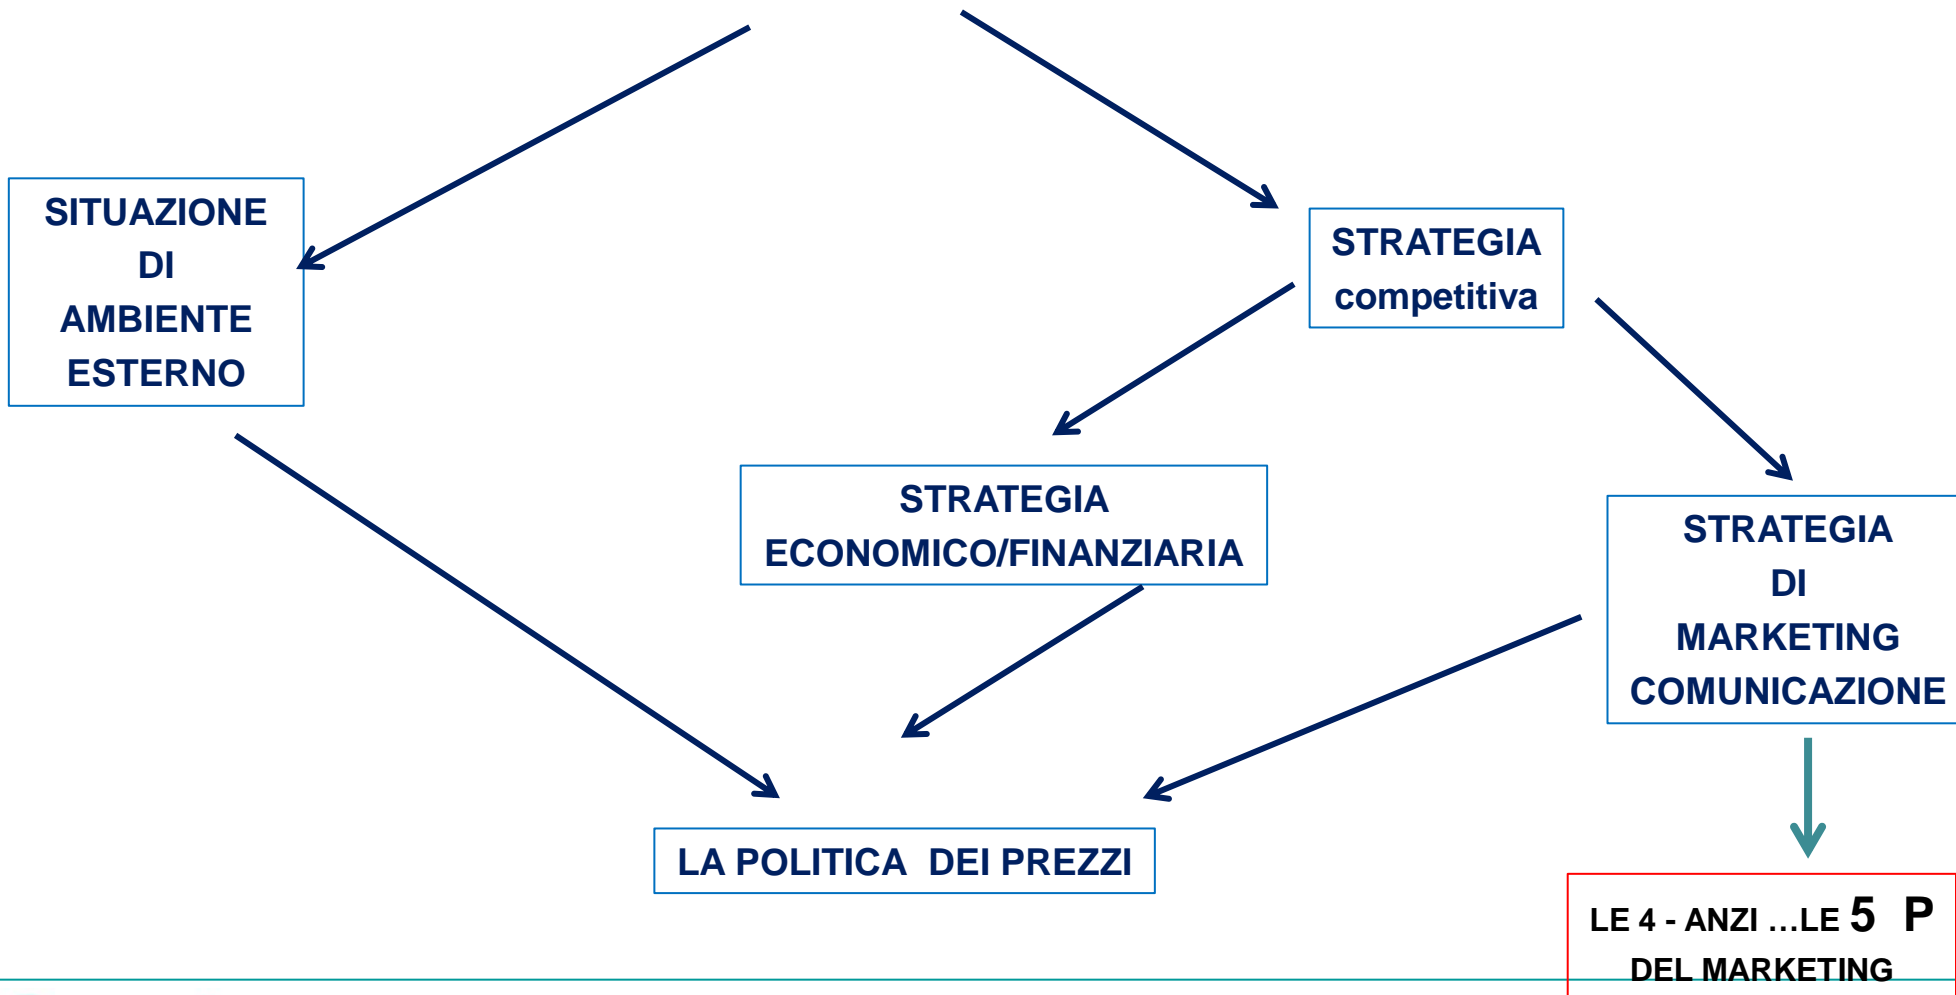 SITUAZIONE
DI
AMBIENTE
ESTERNO
STRATEGIA
competitiva
STRATEGIA
ECONOMICO/FINANZIARIA
STRATEGIA
DI
MARKETING
COMUNICAZIONE
LA POLITICA DEI PREZZI
LE 4 - ANZI ...LE 5 P
DEL MARKETING